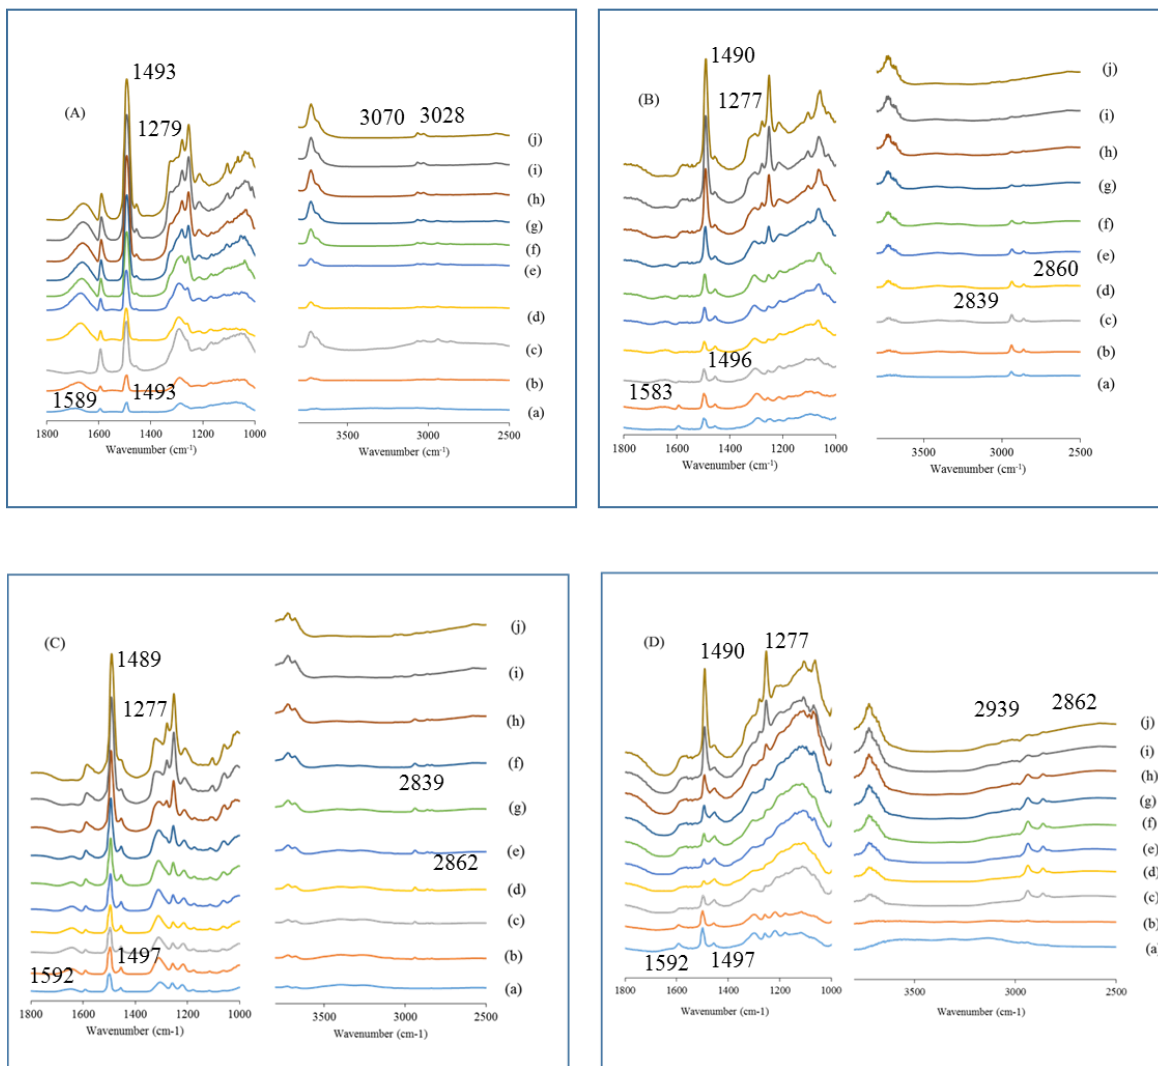 (A)
1493
1279
3070 3028
(j)
(i)
(h)
(g)
(f)
(e)
(d)
(c)
(b)
(a)
1589
1493
1800 1600 1400 1200 1000
3500 3000 2500
Wavenumber (cm-1)
Wavenumber (cm-1)
(B)
1490
1277
(j)
(i)
(h)
(g)
(f)
(e)
2860
(d)
2839
(c)
(b)
(a)
1496
1583
1800 1600 1400 1200 1000
3500 3000 2500
Wavenumber (cm-1)
Wavenumber (cm-1)
(C)
1489
1277
(j)
(i)
(h)
(f)
2839
(g)
(e)
2862
(d)
(c)
(b)
(a)
1497
1592
1800 1600 1400 1200 1000
3500 3000 2500
Wavenumber (cm-1)
Wavenumber (cm-1)
(D)
1490
1277
2939
2862
(j)
(i)
(h)
(g)
(f)
(e)
(d)
(c)
(b)
(a)
1592 1497
1800 1600 1400 1200 1000
3500 3000 2500
Wavenumber (cm-1)
Wavenumber (cm-1)